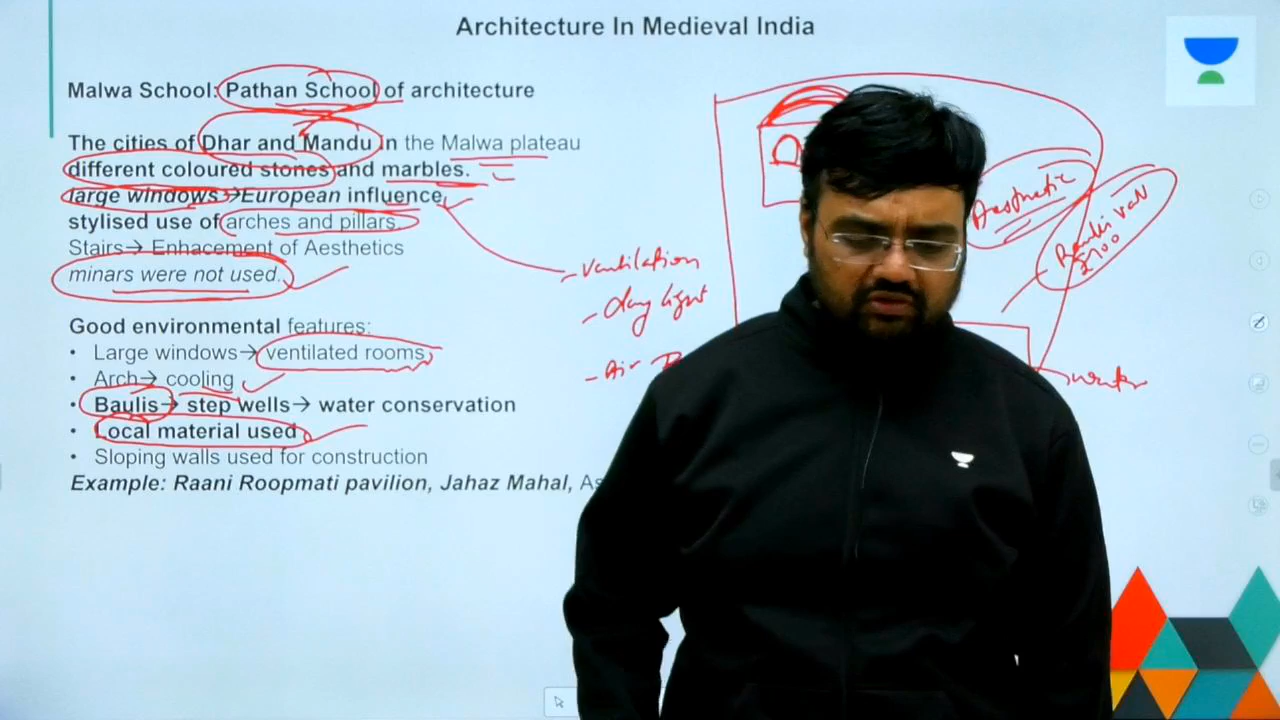 Architecture In Medieval India
Malwa School: Pathan School of architecture
The cities of Dhar and Mandu in the Malwa plateau
different coloured stones and marbles.
large windows→European influence,
stylised use of arches and pillars.
Stairs→ Enhacement of Aesthetics
minars were not used.
Good environmental features:
• Large windows→ ventilated rooms,
• Arch→ cooling
• Baulis→ step wells→ water conservation
• Local material used
• Sloping walls used for construction
Example: Raani Roopmati pavilion, Jahaz Mahal, As
- Ventilation
- day light
- Air
D
Aesthetic
Rauki vav
water